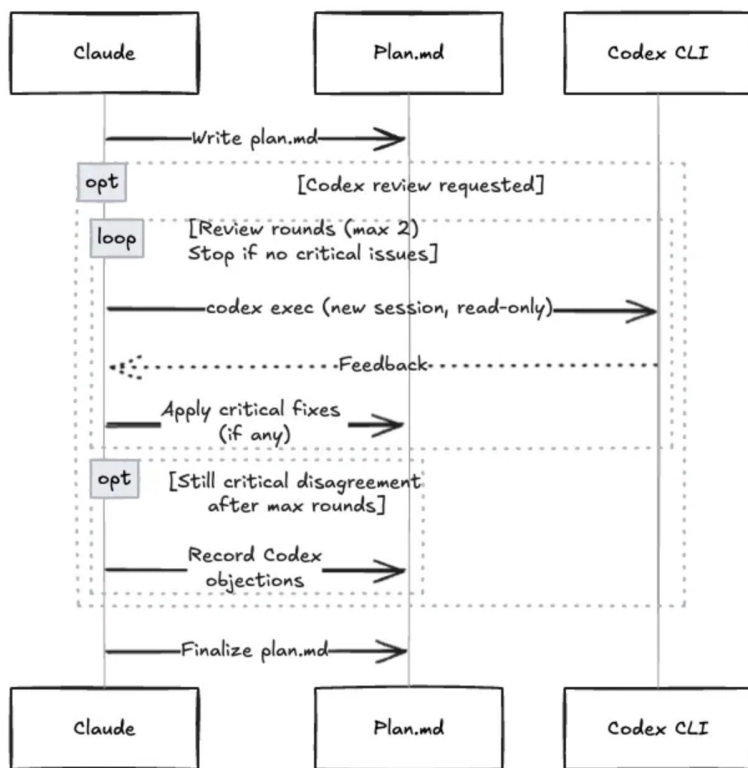 Claude
Plan.md
Codex CLI
Write plan.md
opt
[Codex review requested]
loop
[Review rounds (max 2)
Stop if no critical issues]
codex exec (new session, read-only)
Feedback
Apply critical fixes
(if any)
opt
[Still critical disagreement
after max rounds]
Record Codex
objections
Finalize plan.md
Claude
Plan.md
Codex CLI